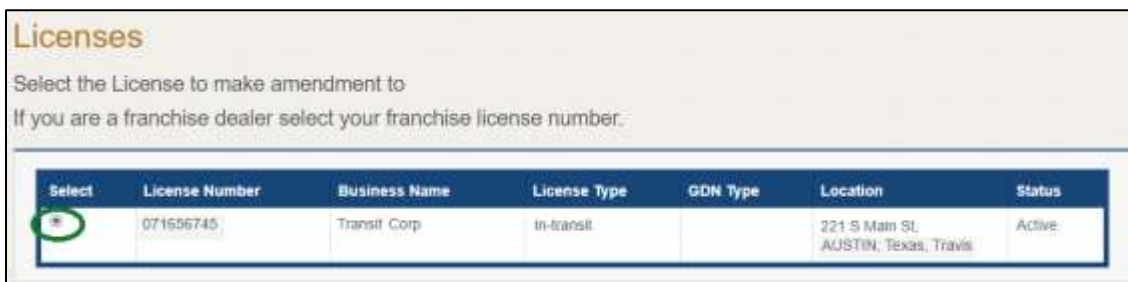 Licenses
Select the License to make amendment to
If you are a franchise dealer select your franchise license number.
Select License Number Business Name License Type GDN Type Location Status
071656745 Transit Corp In-transit 221 S Main St, Active
AUSTIN, Texas, Travis